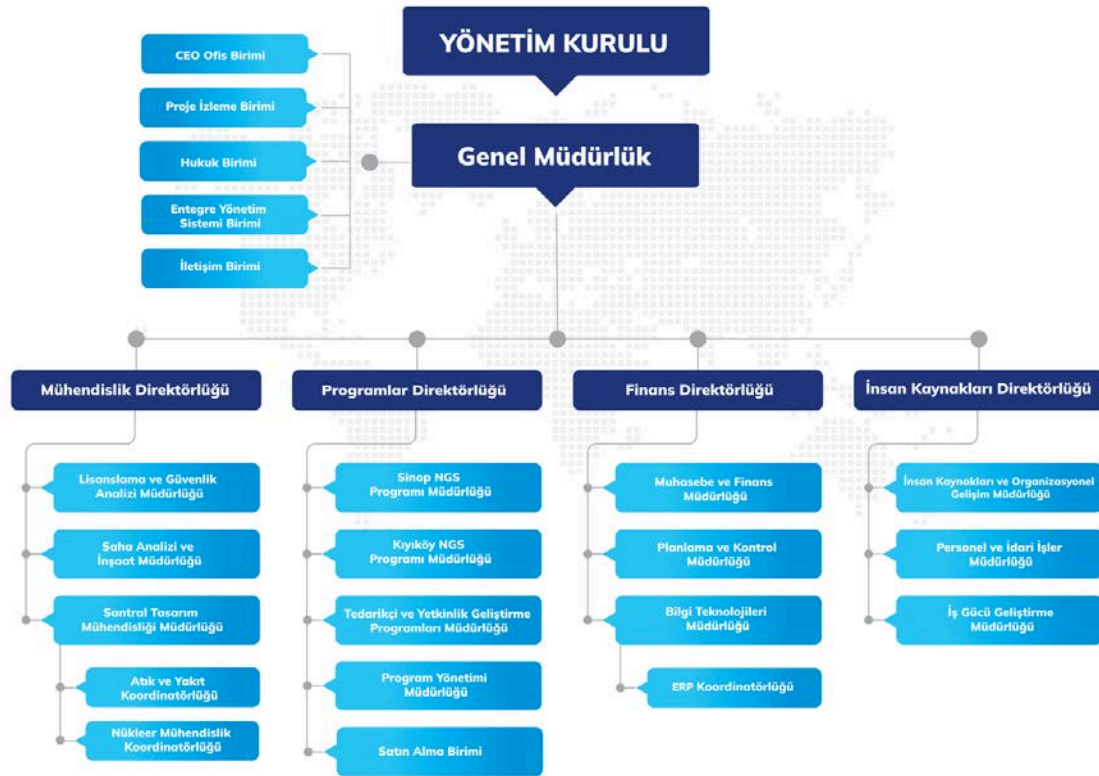 YÖNETİM KURULU
Genel Müdürlük
CEO Ofis Birimi
Proje İzleme Birimi
Hukuk Birimi
Entegre Yönetim
Sistemi Birimi
İletişim Birimi
Mühendislik Direktörlüğü
Lisanslama ve Güvenlik
Analizi Müdürlüğü
Saha Analizi ve
İnşaat Müdürlüğü
Santral Tasarım
Mühendisliği Müdürlüğü
Atık ve Yakıt
Koordinatörlüğü
Nükleer Mühendislik
Koordinatörlüğü
Programlar Direktörlüğü
Sinop NGS
Programı Müdürlüğü
Kıyıköy NGS
Programı Müdürlüğü
Tedarikçi ve Yetkinlik Geliştirme
Programları Müdürlüğü
Program Yönetimi
Müdürlüğü
Satın Alma Birimi
Finans Direktörlüğü
Muhasebe ve Finans
Müdürlüğü
Planlama ve Kontrol
Müdürlüğü
Bilgi Teknolojileri
Müdürlüğü
ERP Koordinatörlüğü
İnsan Kaynakları Direktörlüğü
İnsan Kaynakları ve Organizasyonel
Gelişim Müdürlüğü
Personel ve İdari İşler
Müdürlüğü
İş Gücü Geliştirme
Müdürlüğü